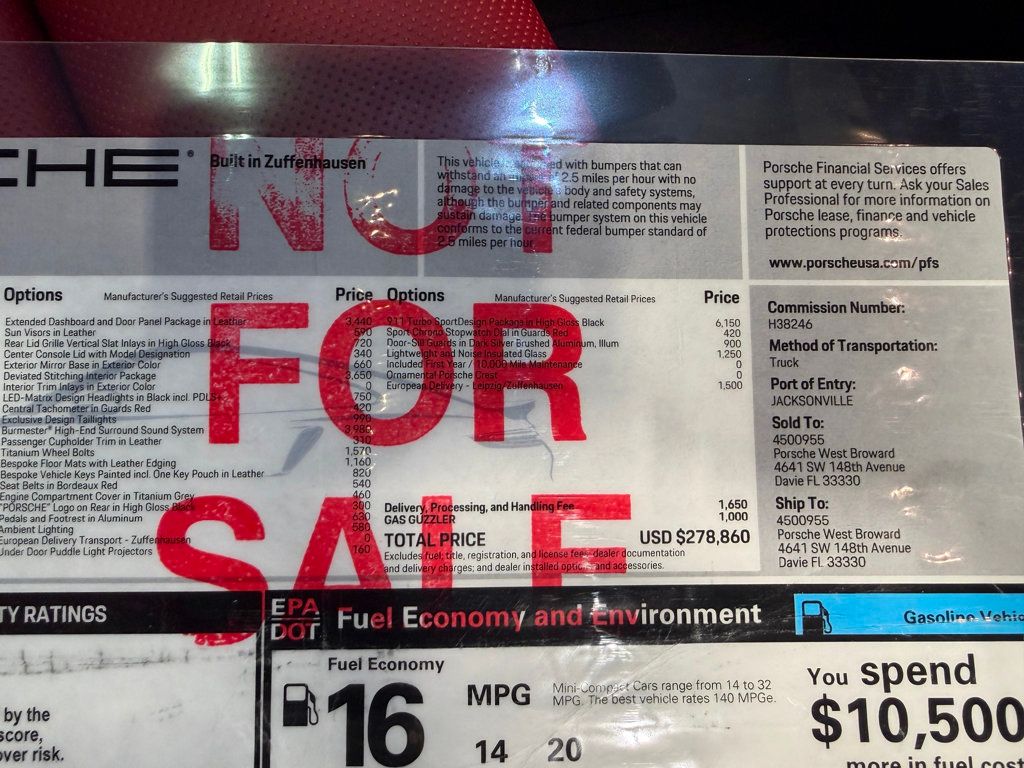 CHE®
Built in Zuffenhausen
This vehicle is with bumpers that can
withstand an of 2.5 miles per hour with no
damage to the vehicle's body and safety systems,
although the bumper and related components may
sustain damage. The bumper system on this vehicle
conforms to the current federal bumper standard of
2.5 miles per hour.
Porsche Financial Services offers
support at every turn. Ask your Sales
Professional for more information on
Porsche lease, finance and vehicle
protections programs.
www.porscheusa.com/pfs
NOT
FOR
SALE
Options Manufacturer's Suggested Retail Prices Price
Extended Dashboard and Door Panel Package in Leather 3,440
Sun Visors in Leather 590
Rear Lid Grille Vertical Slat Inlays in High Gloss Black 720
Center Console Lid with Model Designation 340
Exterior Mirror Base in Exterior Color 660
Deviated Stitching Interior Package 3,650
Interior Trim Inlays in Exterior Color 0
LED-Matrix Design Headlights in Black incl. PDLS+ 750
Central Tachometer in Guards Red 420
Exclusive Design Taillights 990
Burmester® High-End Surround Sound System 3,980
Passenger Cupholder Trim in Leather 310
Titanium Wheel Bolts 1,570
Bespoke Floor Mats with Leather Edging 1,160
Bespoke Vehicle Keys Painted incl. One Key Pouch in Leather 820
Seat Belts in Bordeaux Red 540
Engine Compartment Cover in Titanium Grey 460
"PORSCHE" Logo on Rear in High Gloss Black 300
Pedals and Footrest in Aluminum 630
Ambient Lighting 580
European Delivery Transport - Zuffenhausen 0
Under Door Puddle Light Projectors 160
Options Manufacturer's Suggested Retail Prices Price
911 Turbo SportDesign Package in High Gloss Black 6,150
Sport Chrono Stopwatch Dial in Guards Red 420
Door-Sill Guards in Dark Silver Brushed Aluminum, Illum 900
Lightweight and Noise Insulated Glass 1,250
Included First Year / 10,000 Mile Maintenance 0
Ornamental Porsche Crest 0
European Delivery - Leipzig/Zuffenhausen 1,500
Delivery, Processing, and Handling Fee 1,650
GAS GUZZLER 1,000
TOTAL PRICE USD $278,860
Excludes fuel, title, registration, and license fees, dealer documentation
and delivery charges; and dealer installed options and accessories.
Commission Number:
H38246
Method of Transportation:
Truck
Port of Entry:
JACKSONVILLE
Sold To:
4500955
Porsche West Broward
4641 SW 148th Avenue
Davie FL 33330
Ship To:
4500955
Porsche West Broward
4641 SW 148th Avenue
Davie FL 33330
TY RATINGS
by the
score,
over risk.
EPA
DOT
Fuel Economy and Environment
Gasoline Vehic
Fuel Economy
16 MPG
Mini-Compact Cars range from 14 to 32
MPG. The best vehicle rates 140 MPGe.
14 20
You spend
$10,500
more in fuel cost